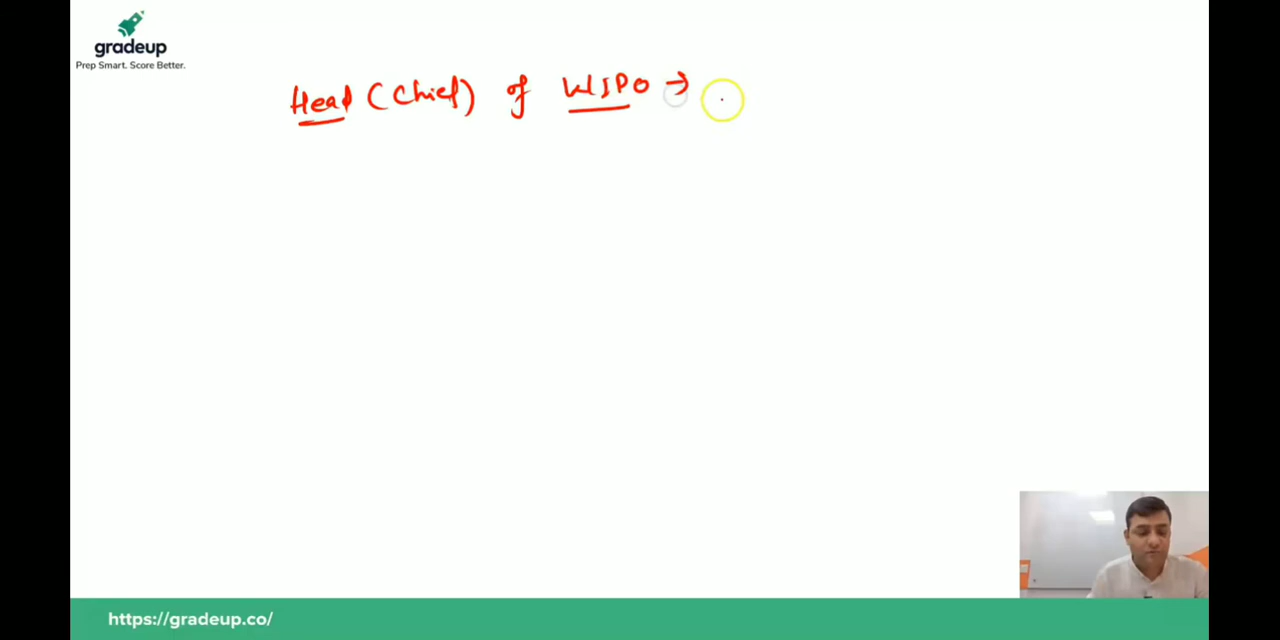 gradeup
Prep Smart. Score Better.
Head (Chief) of WIPO →
https://gradeup.co/